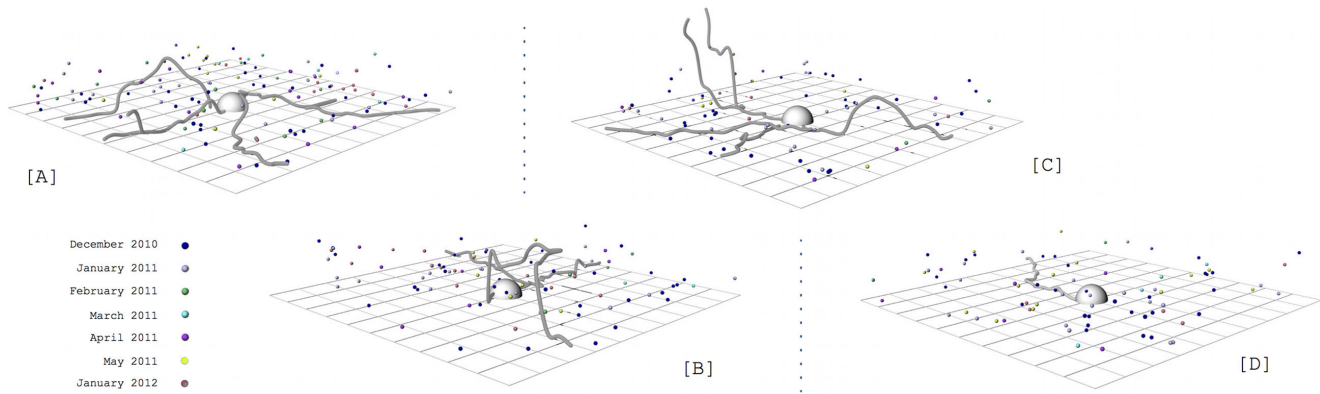 [A]
[C]
December 2010
January 2011
February 2011
March 2011
April 2011
May 2011
January 2012
[B]
[D]